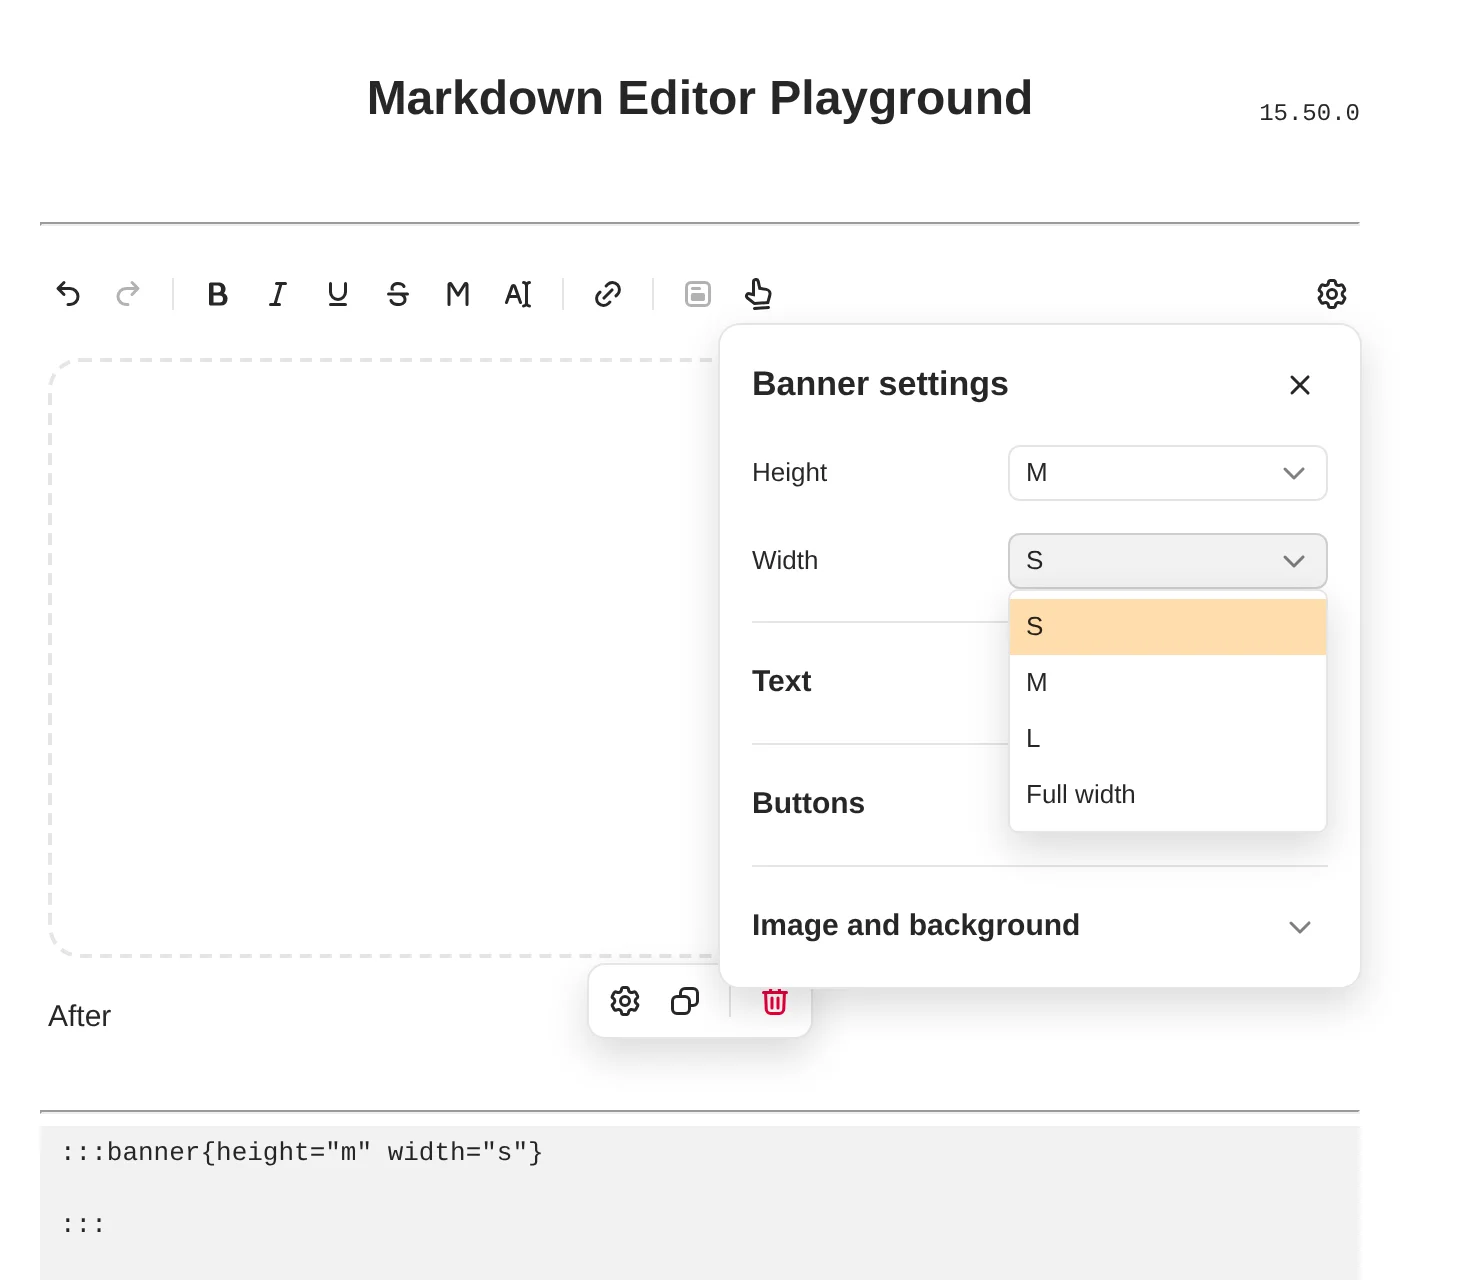 Markdown Editor Playground
15.50.0
Banner settings
Height
M
Width
S
S
M
L
Full width
Text
Buttons
Image and background
After
:::banner{height="m" width="s"}
:::